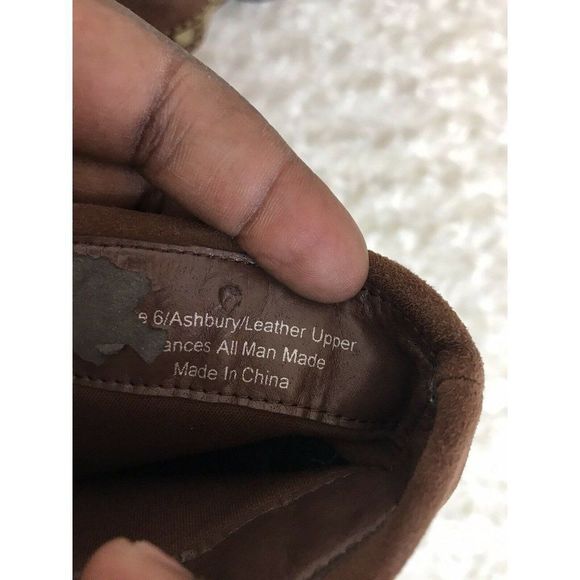 e 6/Ashbury/Leather Upper
ances All Man Made
Made In China